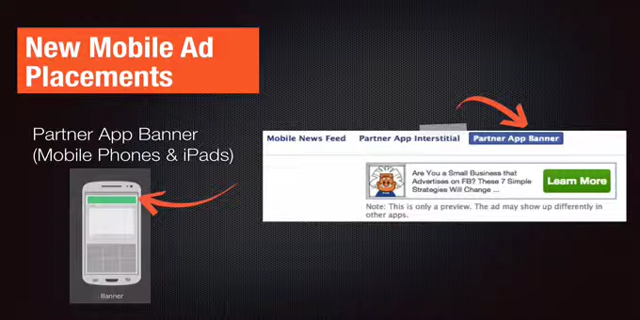 New Mobile Ad
Placements
Partner App Banner
(Mobile Phones & iPads)
Banner
Mobile News Feed Partner App Interstitial Partner App Banner
Are You a Small Business that
Advertises on FB? These 7 Simple
Strategies Will Change ...
Learn More
Note: This is only a preview. The ad may show up differently in
other apps.